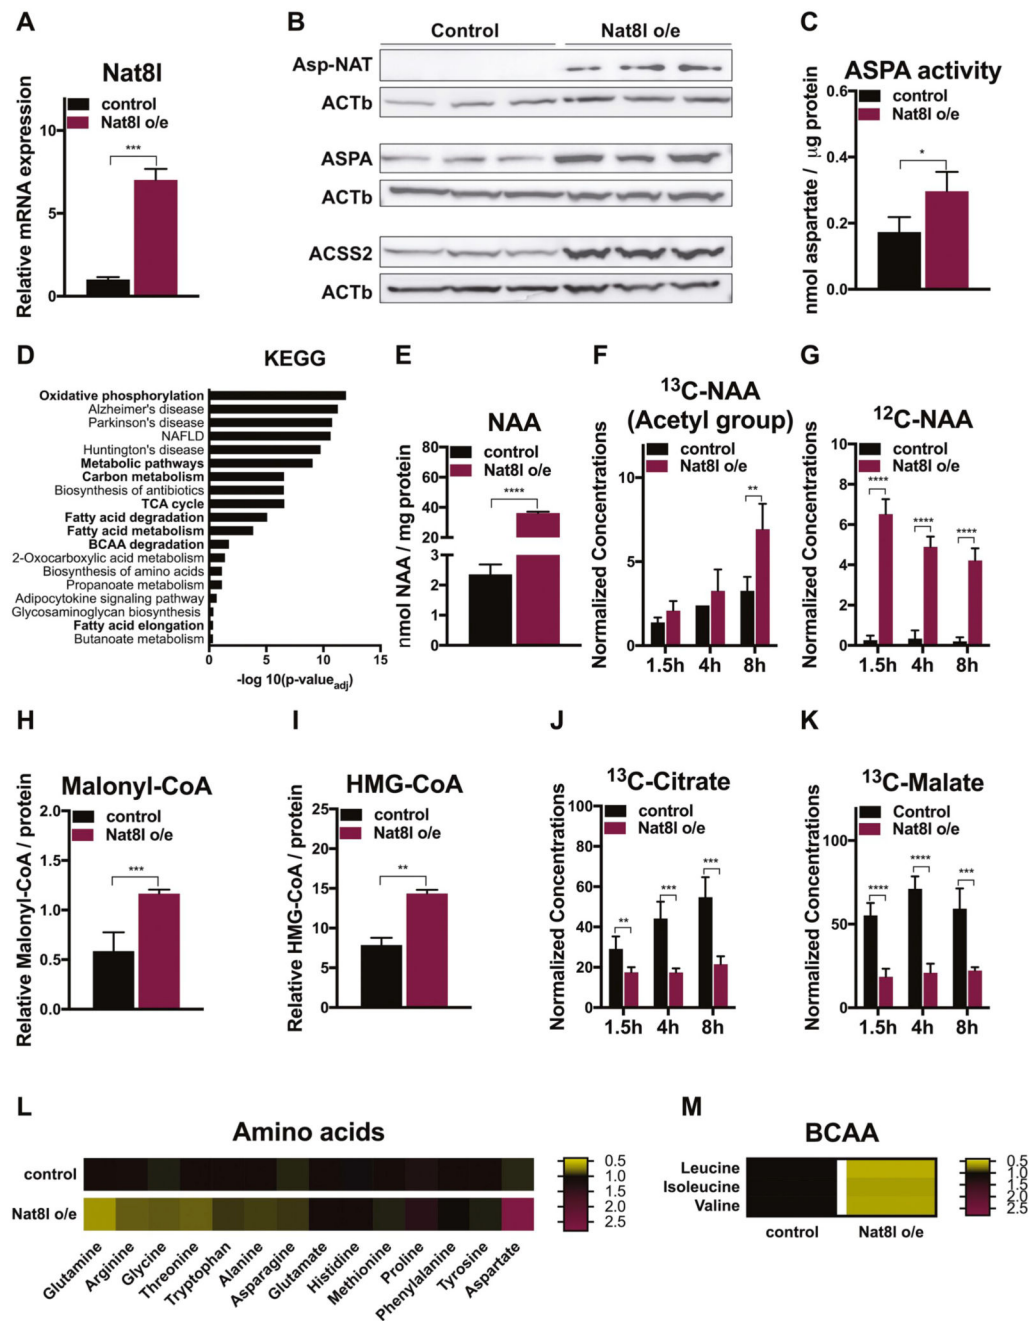 A
Nat8l
control
Nat8l o/e
***
Relative mRNA expression
10
5
0
B
Control
Nat8l o/e
Asp-NAT
ACTb
ASPA
ACTb
ACSS2
ACTb
C
ASPA activity
control
Nat8l o/e
*
nmol aspartate / µg protein
0.6
0.4
0.2
0.0
D
KEGG
Oxidative phosphorylation
Alzheimer's disease
Parkinson's disease
NAFLD
Huntington's disease
Metabolic pathways
Carbon metabolism
Biosynthesis of antibiotics
TCA cycle
Fatty acid degradation
Fatty acid metabolism
BCAA degradation
2-Oxocarboxylic acid metabolism
Biosynthesis of amino acids
Propanoate metabolism
Adipocytokine signaling pathway
Glycosaminoglycan biosynthesis
Fatty acid elongation
Butanoate metabolism
0 5 10 15
-log 10(p-valueadj)
E
NAA
control
Nat8l o/e
****
nmol NAA / mg protein
80
60
40
20
3
2
1
0
F
13C-NAA
(Acetyl group)
control
Nat8l o/e
**
Normalized Concentrations
10
5
0
1.5h 4h 8h
G
12C-NAA
control
Nat8l o/e
**** **** ****
Normalized Concentrations
10
8
6
4
2
0
1.5h 4h 8h
H
Malonyl-CoA
control
Nat8l o/e
***
Relative Malonyl-CoA / protein
2.0
1.5
1.0
0.5
0.0
I
HMG-CoA
control
Nat8l o/e
**
Relative HMG-CoA / protein
25
20
15
10
5
0
J
13C-Citrate
control
Nat8l o/e
** *** ***
Normalized Concentrations
100
80
60
40
20
0
1.5h 4h 8h
K
13C-Malate
Control
Nat8l o/e
**** **** ***
Normalized Concentrations
100
50
0
1.5h 4h 8h
L
Amino acids
control
Nat8l o/e
Glutamine
Arginine
Glycine
Threonine
Tryptophan
Alanine
Asparagine
Glutamate
Histidine
Methionine
Proline
Phenylalanine
Tyrosine
Aspartate
0.5
1.0
1.5
2.0
2.5
M
BCAA
Leucine
Isoleucine
Valine
control Nat8l o/e
0.5
1.0
1.5
2.0
2.5